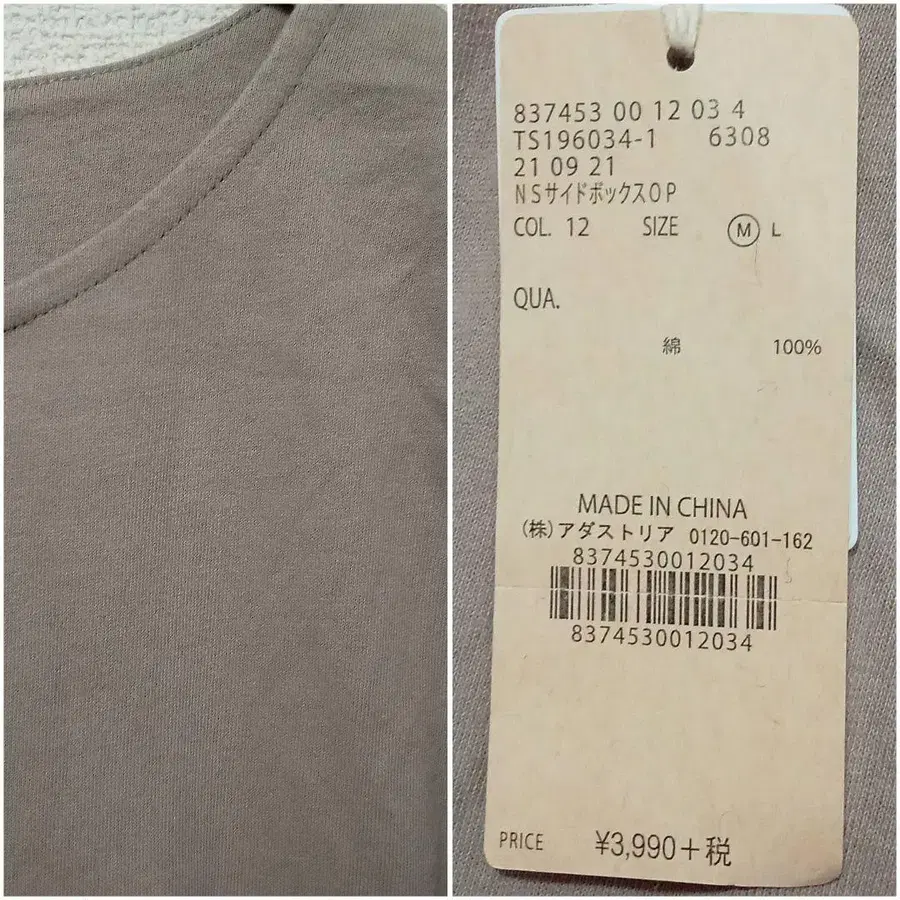 837453 00 12 03 4
TS196034-1 6308
21 09 21
NSサイドボックスOP
COL. 12 SIZE M L
QUA.
綿 100%
MADE IN CHINA
(株)アダストリア 0120-601-162
8374530012034
8374530012034
PRICE ¥3,990+税